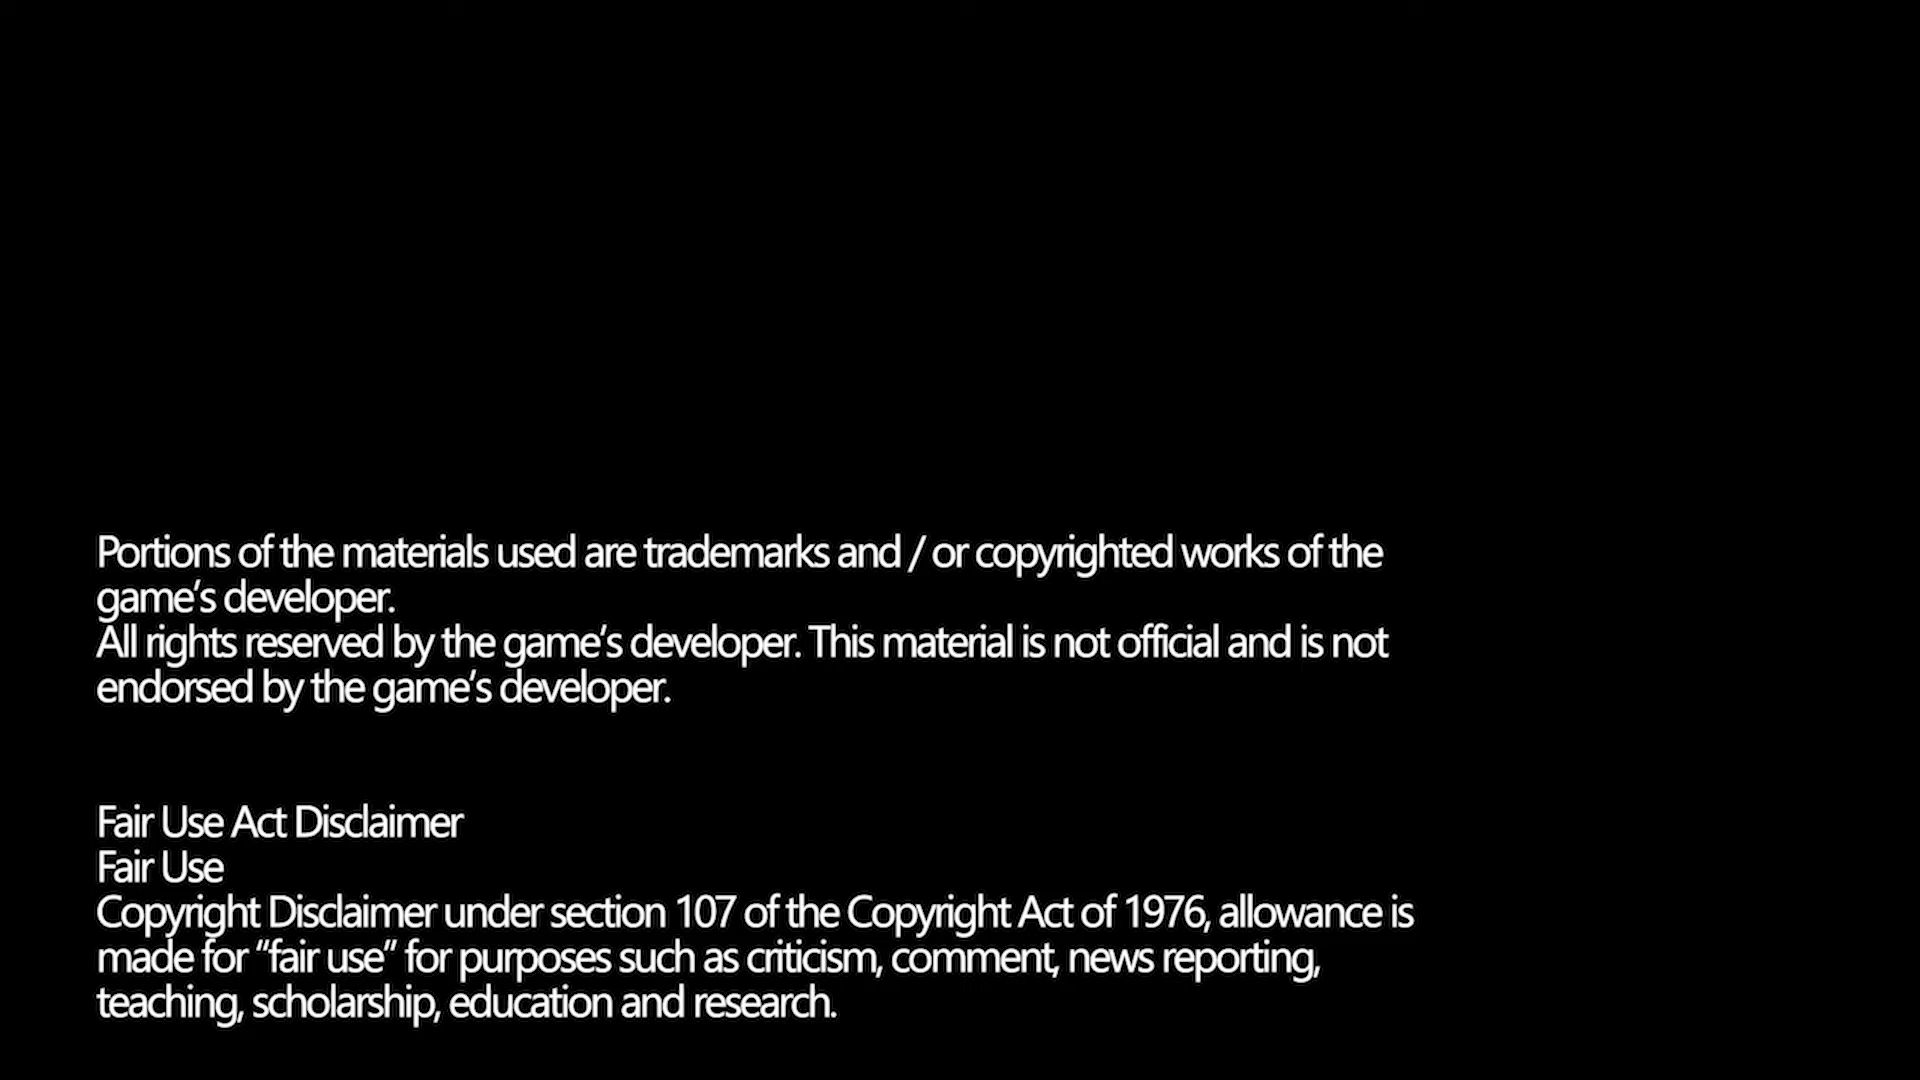 Portions of the materials used are trademarks and / or copyrighted works of the
game's developer.
All rights reserved by the game's developer. This material is not official and is not
endorsed by the game's developer.
Fair Use Act Disclaimer
Fair Use
Copyright Disclaimer under section 107 of the Copyright Act of 1976, allowance is
made for “fair use” for purposes such as criticism, comment, news reporting,
teaching, scholarship, education and research.